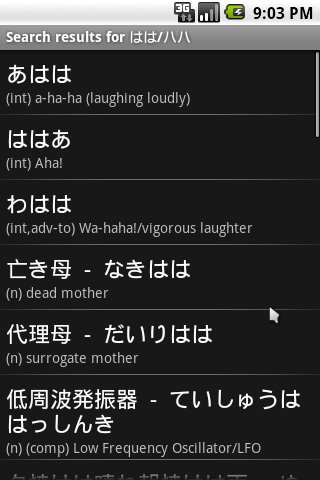 3G 9:03 PM
Search results for はは/ハハ
あはは
(int) a-ha-ha (laughing loudly)
ははあ
(int) Aha!
わはは
(int,adv-to) Wa-haha!/vigorous laughter
亡き母 - なきはは
(n) dead mother
代理母 - だいりはは
(n) surrogate mother
低周波発振器 - ていしゅうは
はっしんき
(n) (comp) Low Frequency Oscillator/LFO